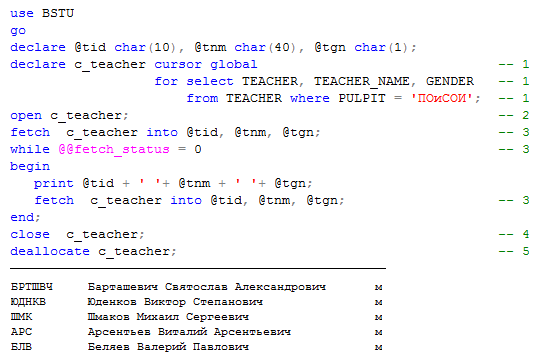 use BSTU
go
declare @tid char(10), @tnm char(40), @tgn char(1);
declare c_teacher cursor global -- 1
for select TEACHER, TEACHER_NAME, GENDER -- 1
from TEACHER where PULPIT = 'ПОиСОИ'; -- 1
open c_teacher; -- 2
fetch c_teacher into @tid, @tnm, @tgn; -- 3
while @@fetch_status = 0 -- 3
begin
print @tid + ' '+ @tnm + ' '+ @tgn;
fetch c_teacher into @tid, @tnm, @tgn; -- 3
end;
close c_teacher; -- 4
deallocate c_teacher; -- 5
БРТШВЧ Барташевич Святослав Александрович м
ЮДНКВ Юденков Виктор Степанович м
ШМК Шмаков Михаил Сергеевич м
АРС Арсентьев Виталий Арсентьевич м
БЛВ Беляев Валерий Павлович м